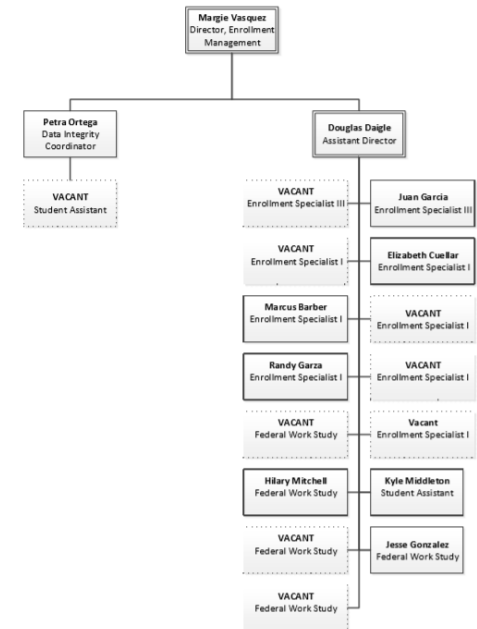 Margie Vasquez
Director, Enrollment
Management
Petra Ortega
Data Integrity
Coordinator
Douglas Daigle
Assistant Director
VACANT
Student Assistant
VACANT
Enrollment Specialist III
Juan Garcia
Enrollment Specialist III
VACANT
Enrollment Specialist I
Elizabeth Cuellar
Enrollment Specialist I
Marcus Barber
Enrollment Specialist I
VACANT
Enrollment Specialist I
Randy Garza
Enrollment Specialist I
VACANT
Enrollment Specialist I
VACANT
Federal Work Study
Vacant
Enrollment Specialist I
Hilary Mitchell
Federal Work Study
Kyle Middleton
Student Assistant
VACANT
Federal Work Study
Jesse Gonzalez
Federal Work Study
VACANT
Federal Work Study